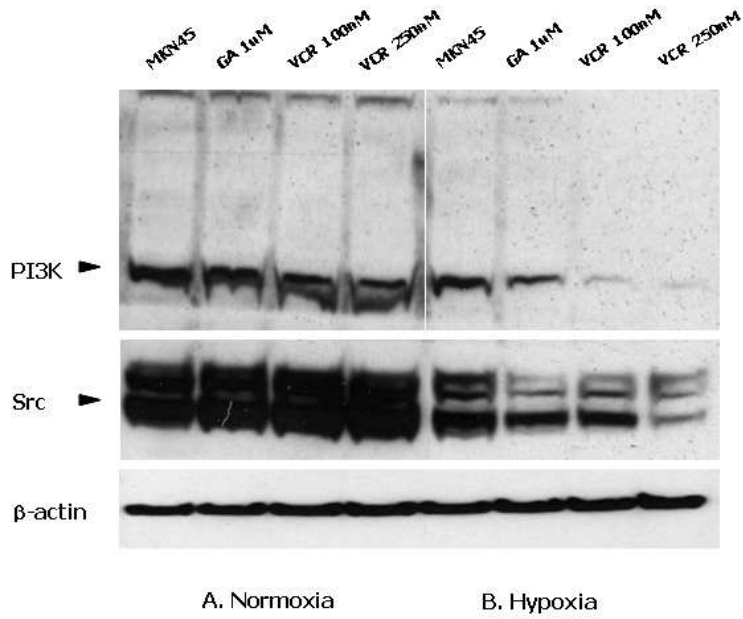 MKN45 GA 1uM VCR 100nM VCR 250nM MKN45 GA 1uM VCR 100nM VCR 250nM
PI3K
Src
β-actin
A. Normoxia B. Hypoxia